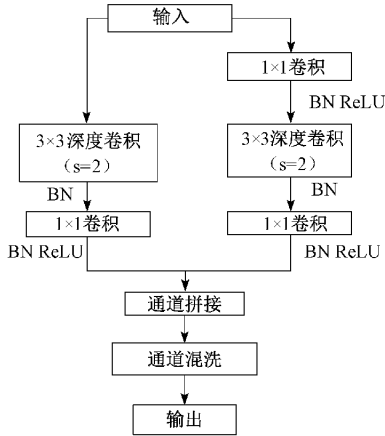 输入
1×1卷积
BN ReLU
3×3深度卷积
（s=2）
3×3深度卷积
（s=2）
BN
BN
1×1卷积
1×1卷积
BN ReLU
BN ReLU
通道拼接
通道混洗
输出